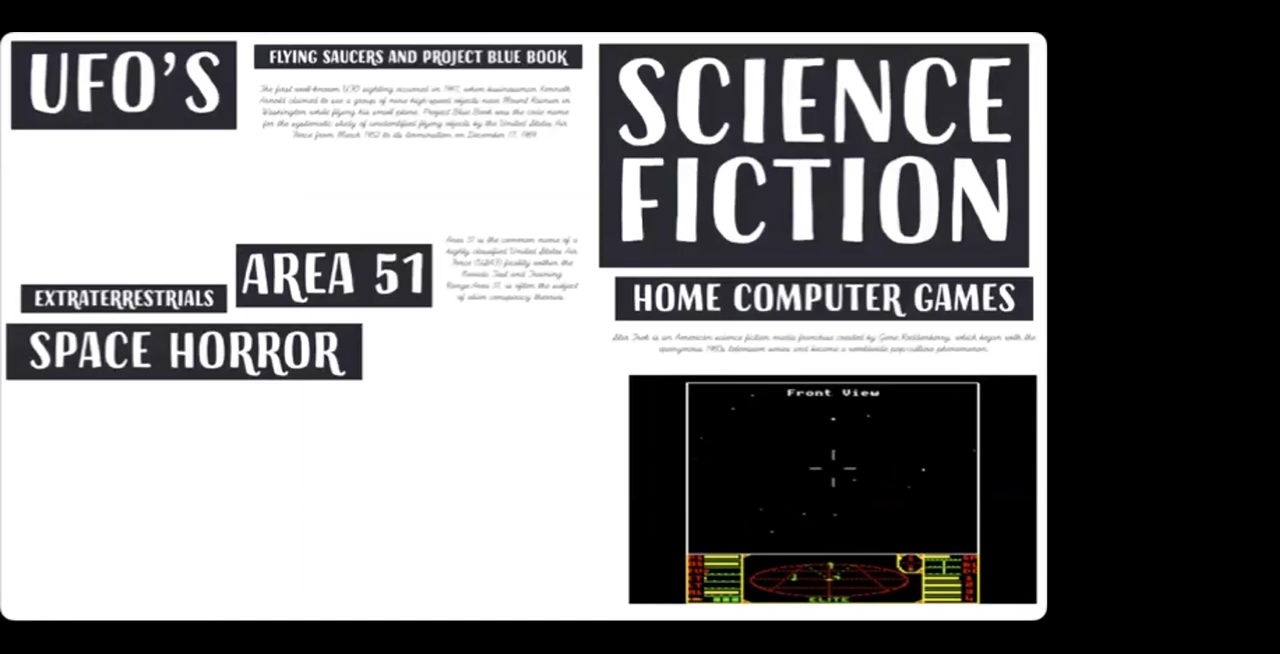 UFO'S
FLYING SAUCERS AND PROJECT BLUE BOOK
The first well-known UFO sighting occurred in 1947, when businessman Kenneth
Arnold claimed to see a group of nine high-speed objects near Mount Rainier in
Washington while flying his small plane. Project Blue Book was the code name
for the systematic study of unidentified flying objects by the United States Air
Force from March 1952 to its termination on December 17, 1969
AREA 51
Area 51 is the common name of a
highly classified United States Air
Force (USAF) facility within the
Nevada Test and Training
Range.Area 51, is often the subject
of alien conspiracy theories.
EXTRATERRESTRIALS
SPACE HORROR
SCIENCE
FICTION
HOME COMPUTER GAMES
Star Trek is an American science fiction media franchise created by Gene Roddenberry, which began with the
eponymous 1960s television series and became a worldwide pop-culture phenomenon.
Front View
ELITE